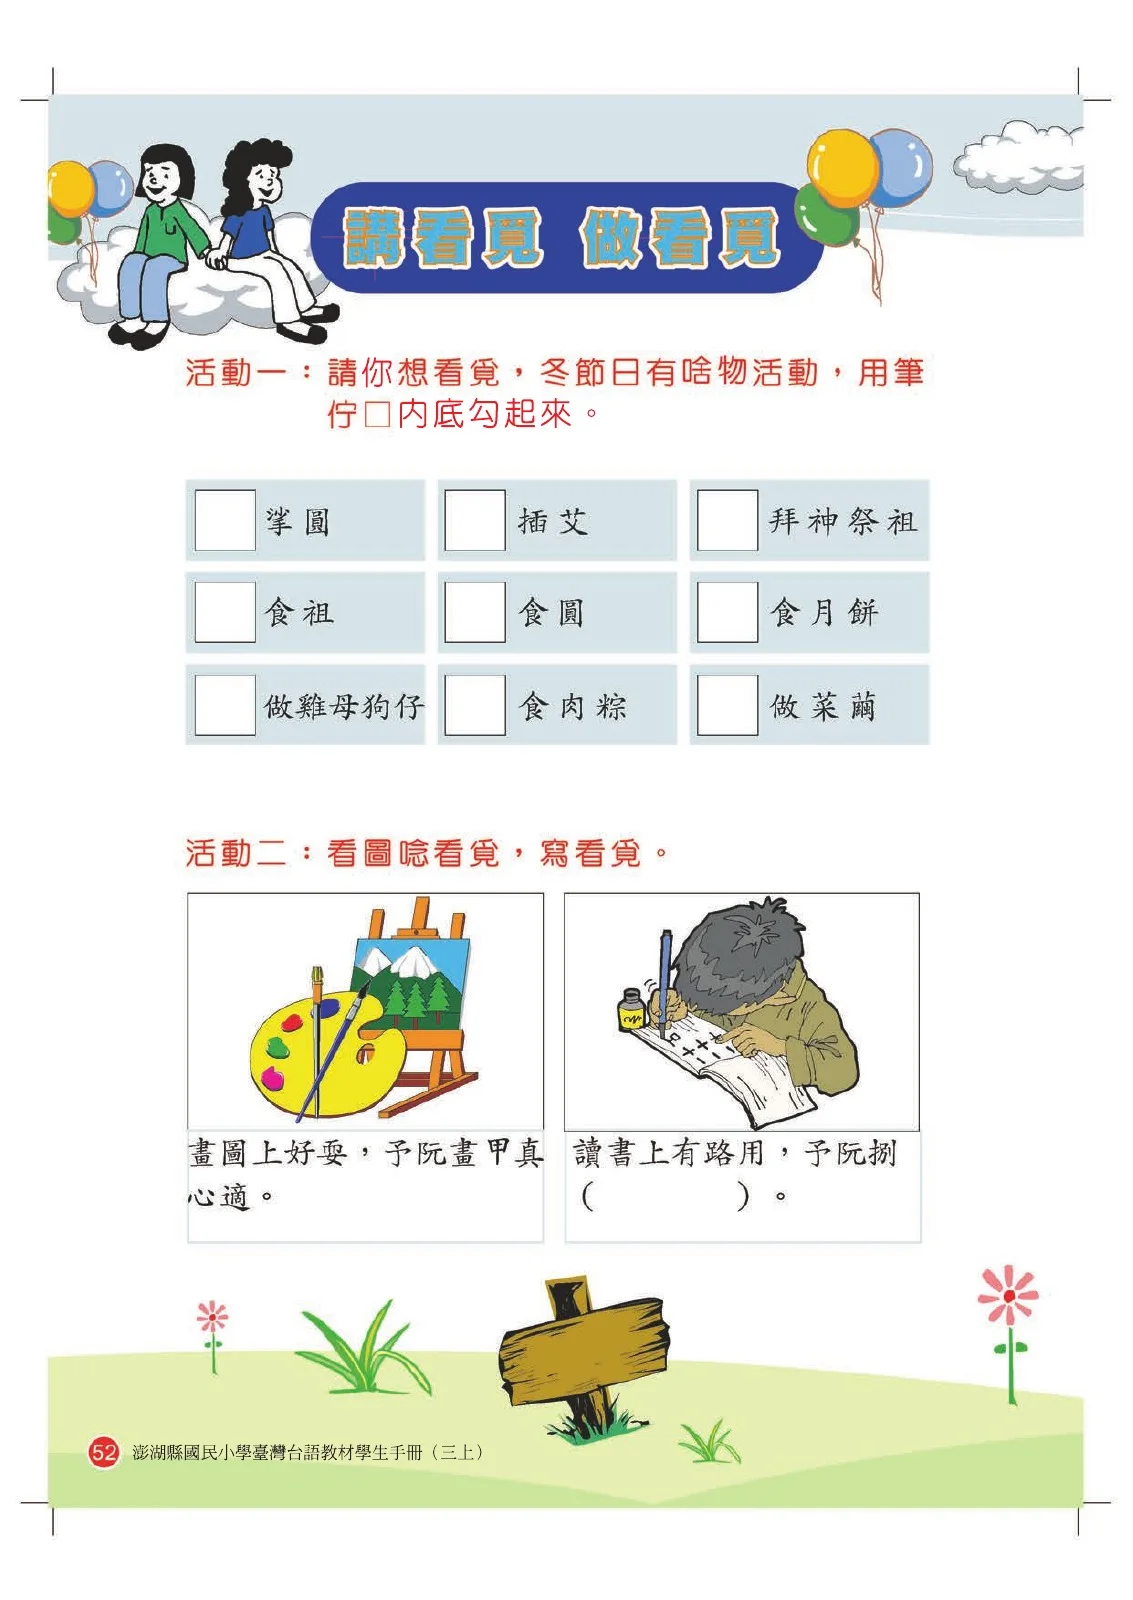 講看覓 做看覓
活動一：請你想看覓，冬節日有啥物活動，用筆
佇□內底勾起來。
挲圓
插艾
拜神祭祖
食祖
食圓
食月餅
做雞母狗仔
食肉粽
做菜繭
活動二：看圖唸看覓，寫看覓。
畫圖上好耍，予阮畫甲真
心適。
讀書上有路用，予阮捌
（　　　　）。
52 澎湖縣國民小學臺灣台語教材學生手冊（三上）